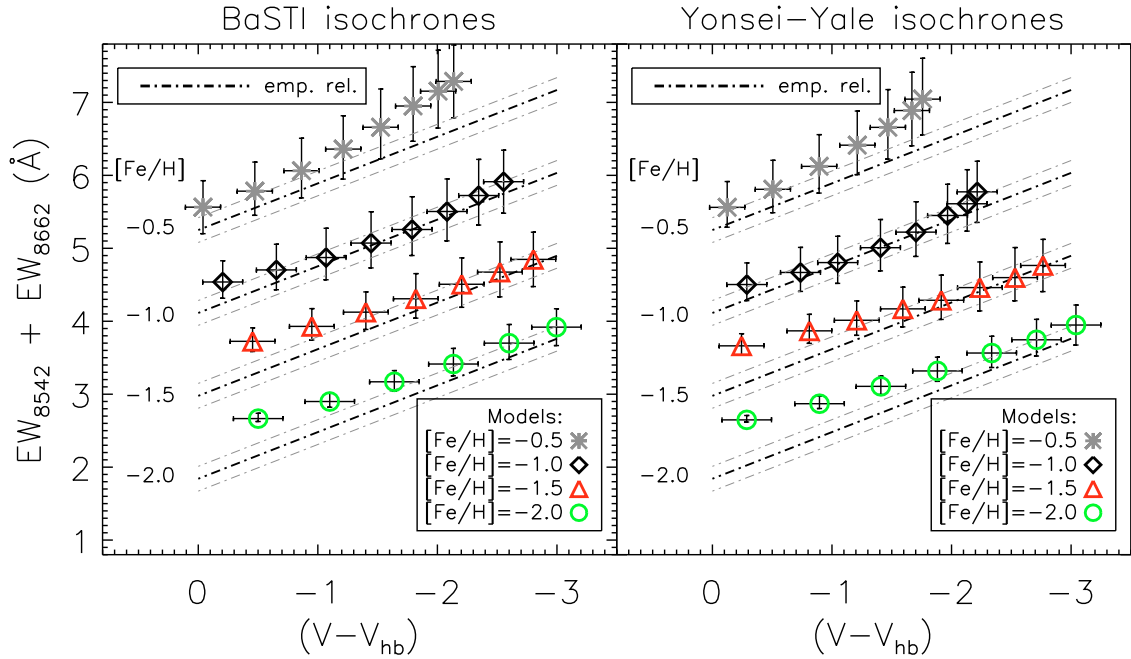 BaSTI isochrones
Yonsei−Yale isochrones
emp. rel.
emp. rel.
7
6
5
4
3
2
1
EW8542 + EW8662 (Å)
[Fe/H]
−0.5
−1.0
−1.5
−2.0
[Fe/H]
−0.5
−1.0
−1.5
−2.0
Models:
[Fe/H]=−0.5
[Fe/H]=−1.0
[Fe/H]=−1.5
[Fe/H]=−2.0
Models:
[Fe/H]=−0.5
[Fe/H]=−1.0
[Fe/H]=−1.5
[Fe/H]=−2.0
0 −1 −2 −3
0 −1 −2 −3
(V−Vhb)
(V−Vhb)